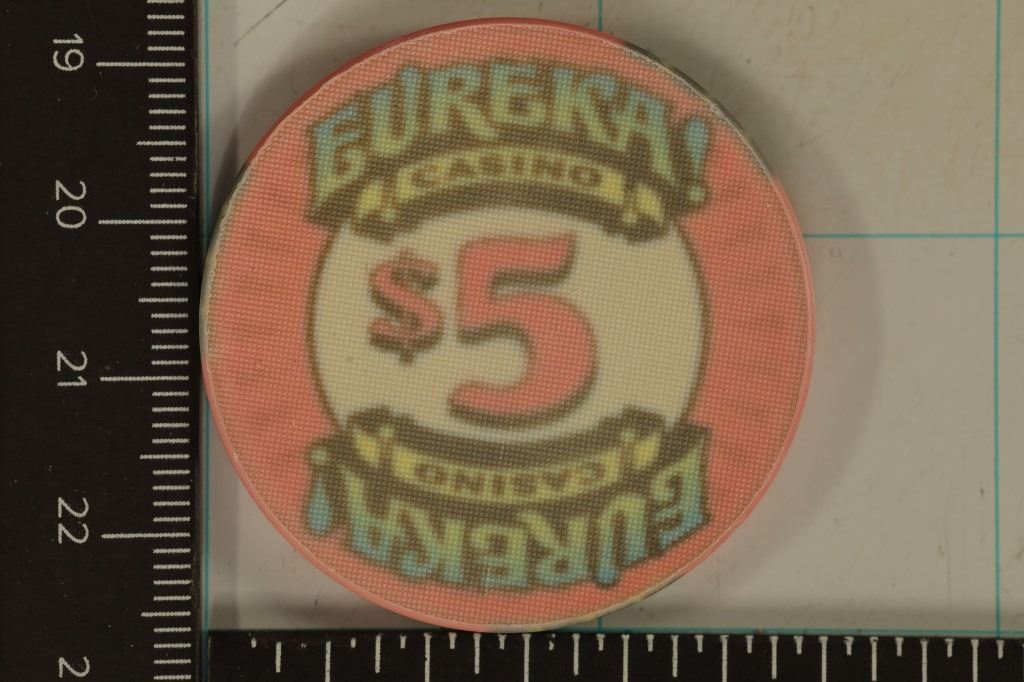 19
20
21
22
2
EUREKA!
CASINO
$5
CASINO
EUREKA!